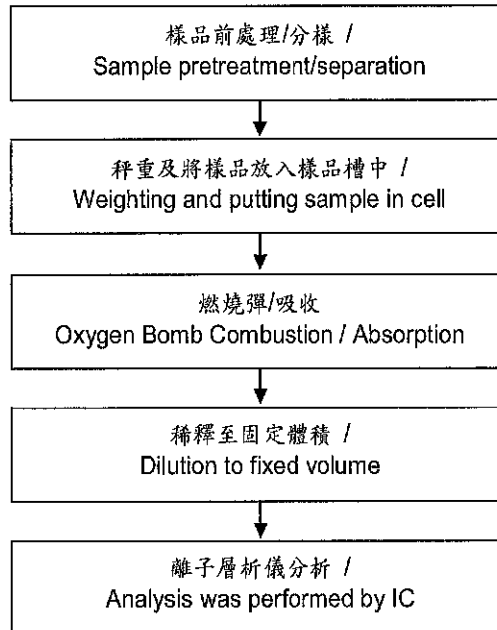 樣品前處理/分樣 /
Sample pretreatment/separation
秤重及將樣品放入樣品槽中 /
Weighting and putting sample in cell
燃燒彈/吸收
Oxygen Bomb Combustion / Absorption
稀釋至固定體積 /
Dilution to fixed volume
離子層析儀分析 /
Analysis was performed by IC